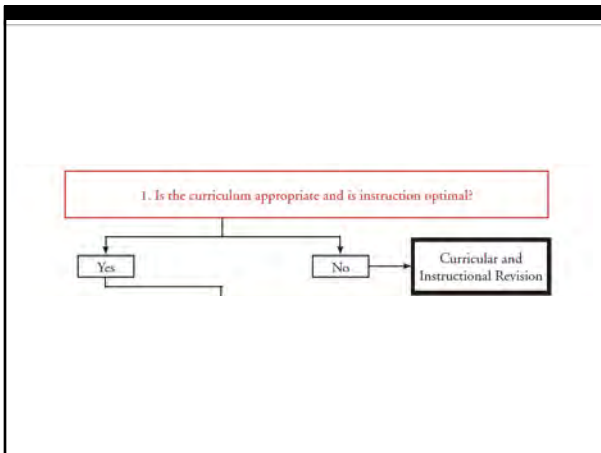 1. Is the curriculum appropriate and is instruction optimal?
Yes
No
Curricular and
Instructional Revision